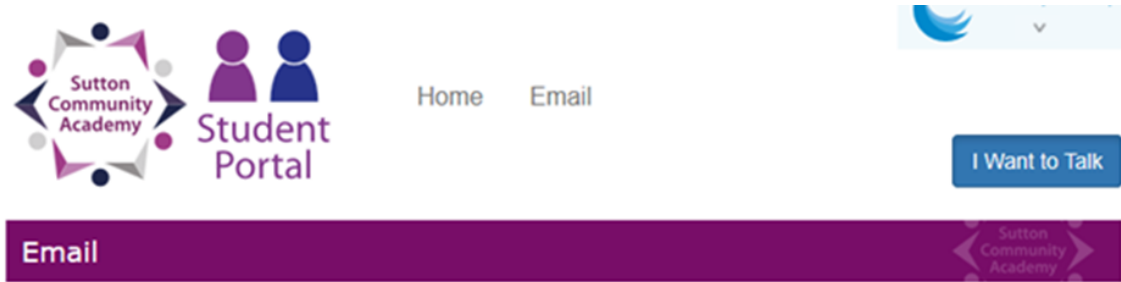 Sutton
Community
Academy
Student
Portal
Home Email
I Want to Talk
Email
Sutton
Community
Academy